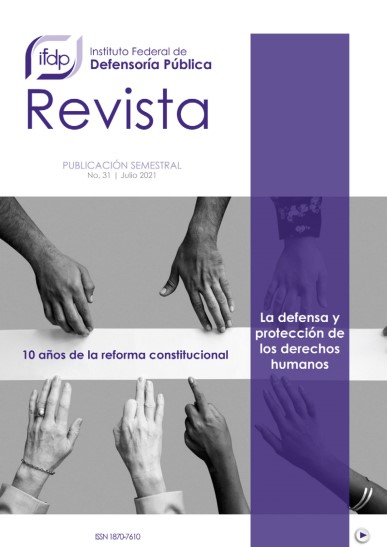 ifdp
Instituto Federal de
Defensoría Pública
Revista
PUBLICACIÓN SEMESTRAL
No. 31 | Julio 2021
10 años de la reforma constitucional
La defensa y
protección de
los derechos
humanos
ISSN 1870-7610